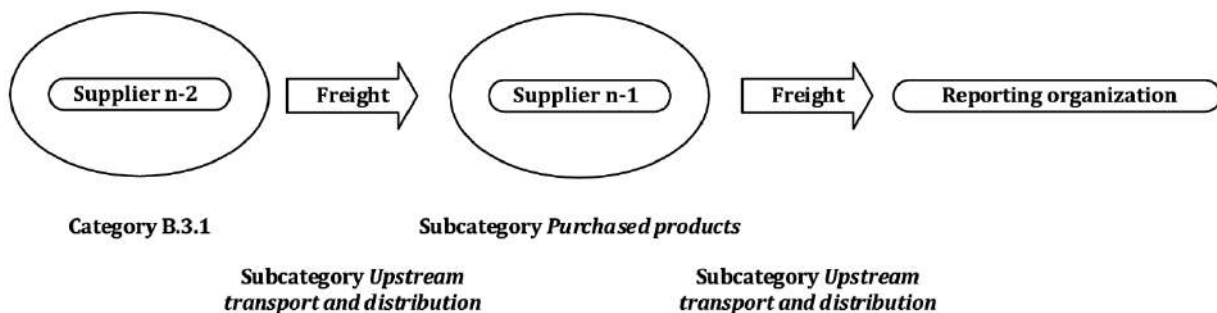 Supplier n-2
Freight
Supplier n-1
Freight
Reporting organization
Category B.3.1
Subcategory Purchased products
Subcategory Upstream
transport and distribution
Subcategory Upstream
transport and distribution